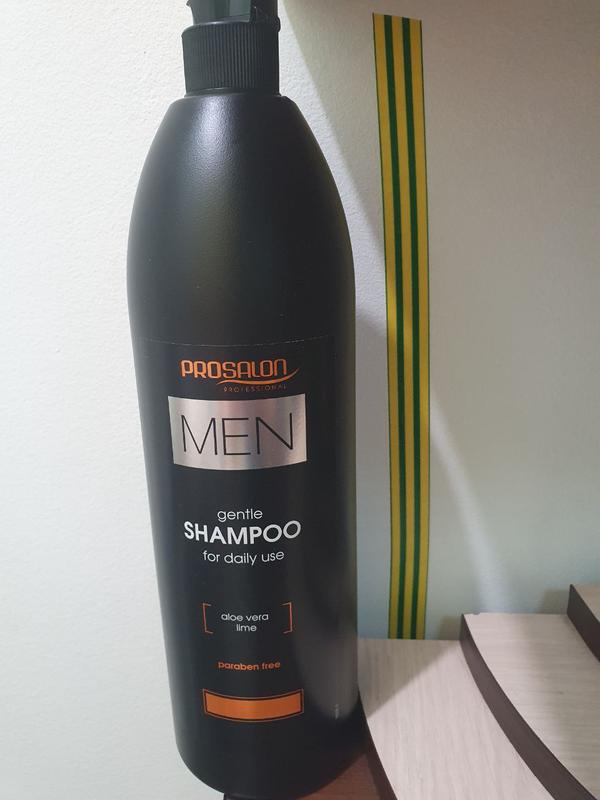 PROSALON
PROFESSIONAL
MEN
gentle
SHAMPOO
for daily use
aloe vera
lime
paraben free